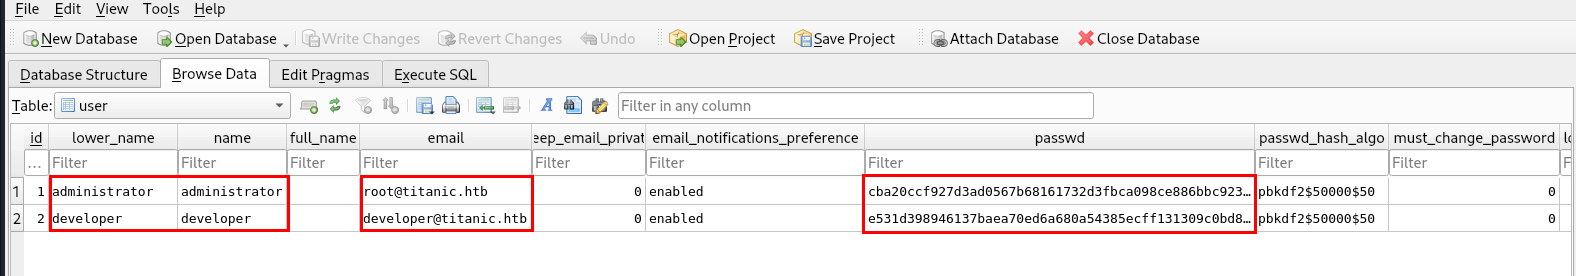 File Edit View Tools Help
New Database Open Database Write Changes Revert Changes Undo Open Project Save Project Attach Database Close Database
Database Structure Browse Data Edit Pragmas Execute SQL
Table: user Filter in any column
id lower_name name full_name email eep_email_privat email_notifications_preference passwd passwd_hash_algo must_change_password lo
... Filter Filter Filter Filter Filter Filter Filter Filter Filter
1 1 administrator administrator root@titanic.htb 0 enabled cba20ccf927d3ad0567b68161732d3fbca098ce886bbc923… pbkdf2$50000$50 0
2 2 developer developer developer@titanic.htb 0 enabled e531d398946137baea70ed6a680a54385ecff131309c0bd8… pbkdf2$50000$50 0